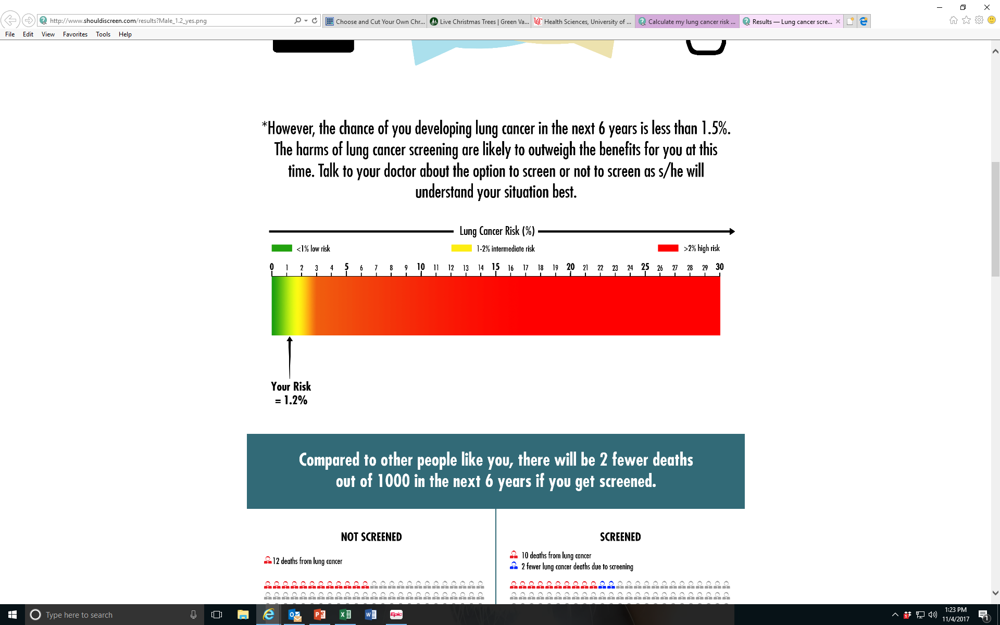 http://www.shouldiscreen.com/results?Male_1.2_yes.png
Choose and Cut Your Own Chr...
Live Christmas Trees | Green Va...
UC Health Sciences, University of ...
Calculate my lung cancer risk ...
Results — Lung cancer scre...
File Edit View Favorites Tools Help
*However, the chance of you developing lung cancer in the next 6 years is less than 1.5%.
The harms of lung cancer screening are likely to outweigh the benefits for you at this
time. Talk to your doctor about the option to screen or not to screen as s/he will
understand your situation best.
Lung Cancer Risk (%)
<1% low risk 1-2% intermediate risk >2% high risk
0 1 2 3 4 5 6 7 8 9 10 11 12 13 14 15 16 17 18 19 20 21 22 23 24 25 26 27 28 29 30
Your Risk
= 1.2%
Compared to other people like you, there will be 2 fewer deaths
out of 1000 in the next 6 years if you get screened.
NOT SCREENED
12 deaths from lung cancer
SCREENED
10 deaths from lung cancer
2 fewer lung cancer deaths due to screening
Type here to search
Epic
1:23 PM
11/4/2017
1